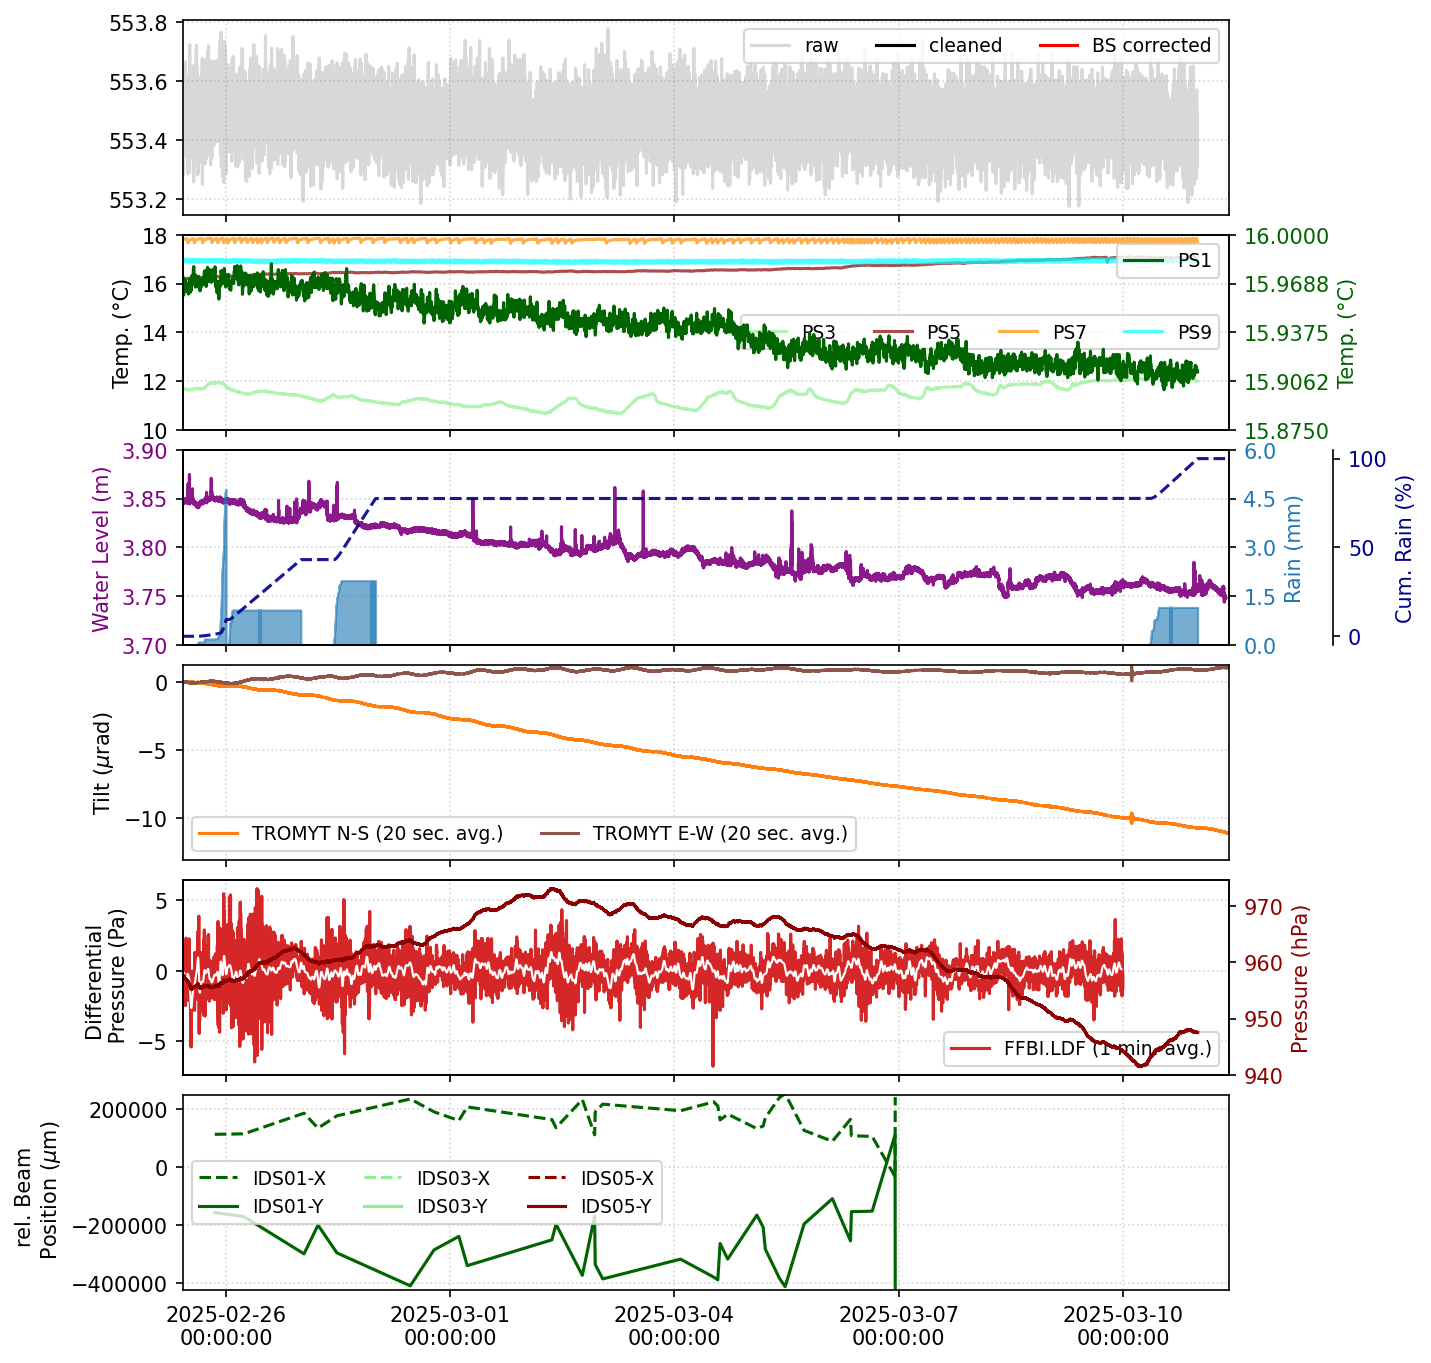 553.8
553.6
553.4
553.2
raw cleaned BS corrected
18
16
14
12
10
Temp. (°C)
16.0000
15.9688
15.9375
15.9062
15.8750
Temp. (°C)
PS1
PS3 PS5 PS7 PS9
3.90
3.85
3.80
3.75
3.70
Water Level (m)
6.0
4.5
3.0
1.5
0.0
Rain (mm)
100
50
0
Cum. Rain (%)
0
−5
−10
Tilt (μrad)
TROMYT N-S (20 sec. avg.) TROMYT E-W (20 sec. avg.)
5
0
−5
Differential
Pressure (Pa)
970
960
950
940
Pressure (hPa)
FFBI.LDF (1 min. avg.)
200000
0
−200000
−400000
rel. Beam
Position (μm)
IDS01-X IDS03-X IDS05-X
IDS01-Y IDS03-Y IDS05-Y
2025-02-26 2025-03-01 2025-03-04 2025-03-07 2025-03-10
00:00:00 00:00:00 00:00:00 00:00:00 00:00:00